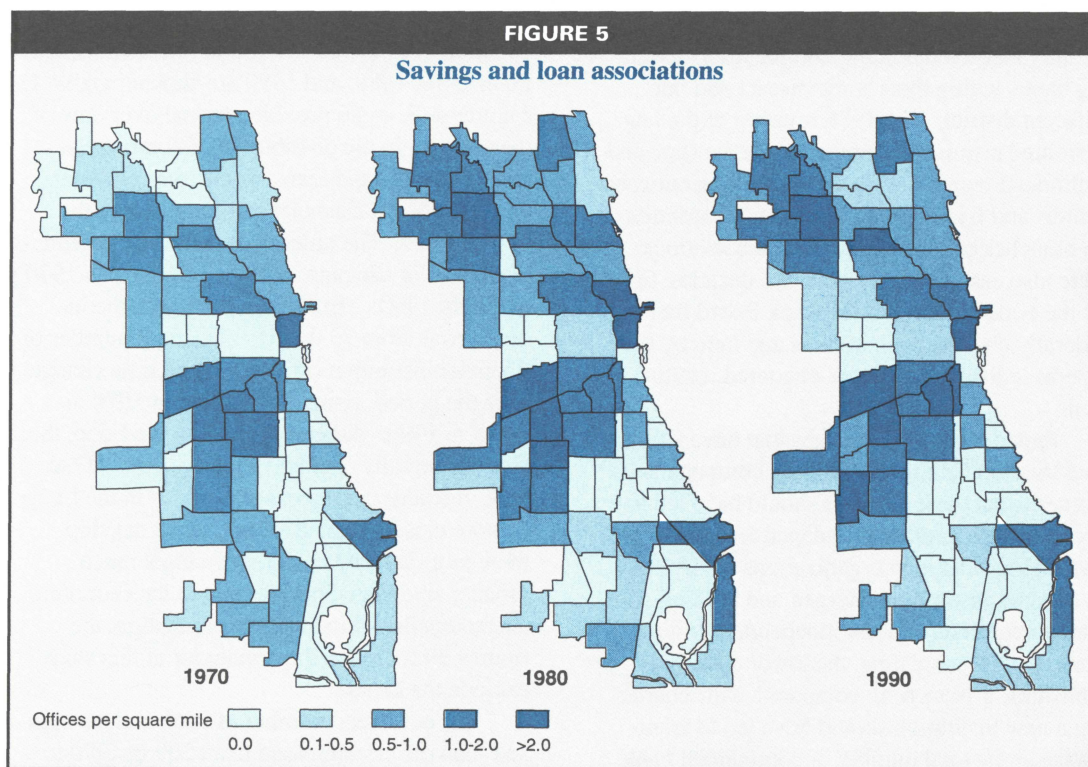 FIGURE 5
Savings and loan associations
1970
1980
1990
Offices per square mile
0.0
0.1-0.5
0.5-1.0
1.0-2.0
>2.0